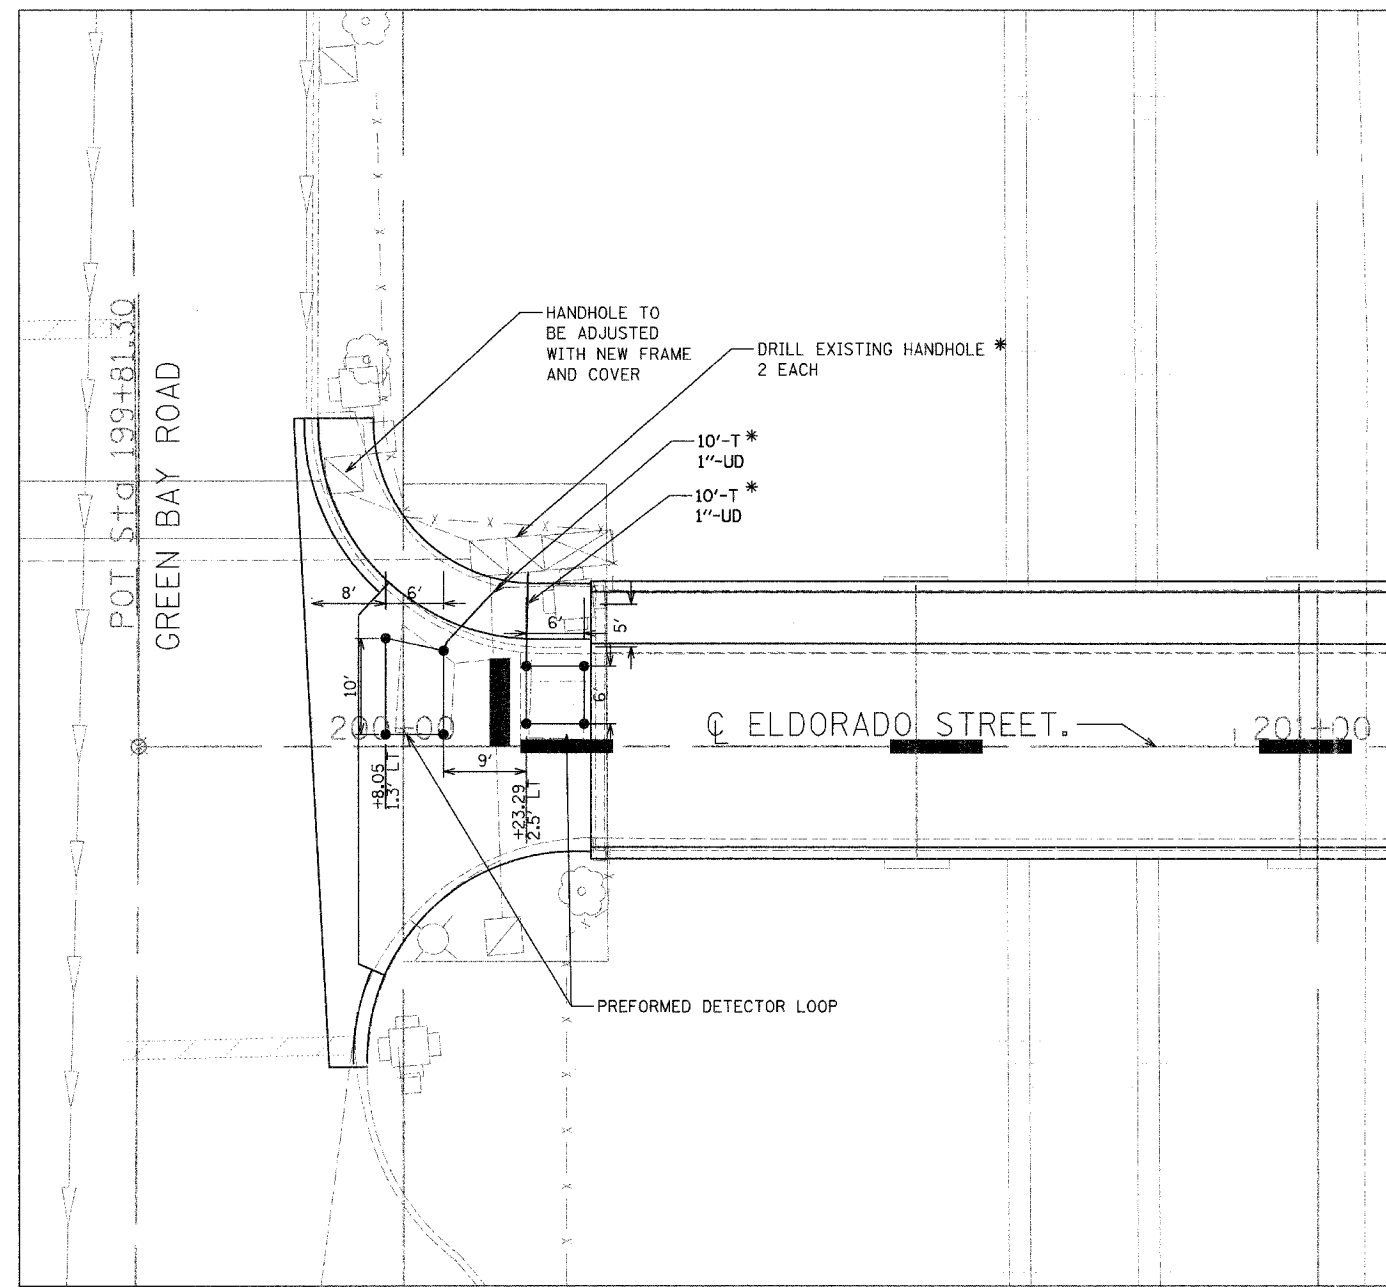 HANDHOLE TO
BE ADJUSTED
WITH NEW FRAME
AND COVER
DRILL EXISTING HANDHOLE *
2 EACH
10'-T *
1"-UD
10'-T *
1"-UD
POT Sta 199+81.30
GREEN BAY ROAD
8'
6'
6'
5'
10'
6'
200+00
℄ ELDORADO STREET.
201+00
9'
+8.05
1.3' LT
+23.29
2.5' LT
PREFORMED DETECTOR LOOP